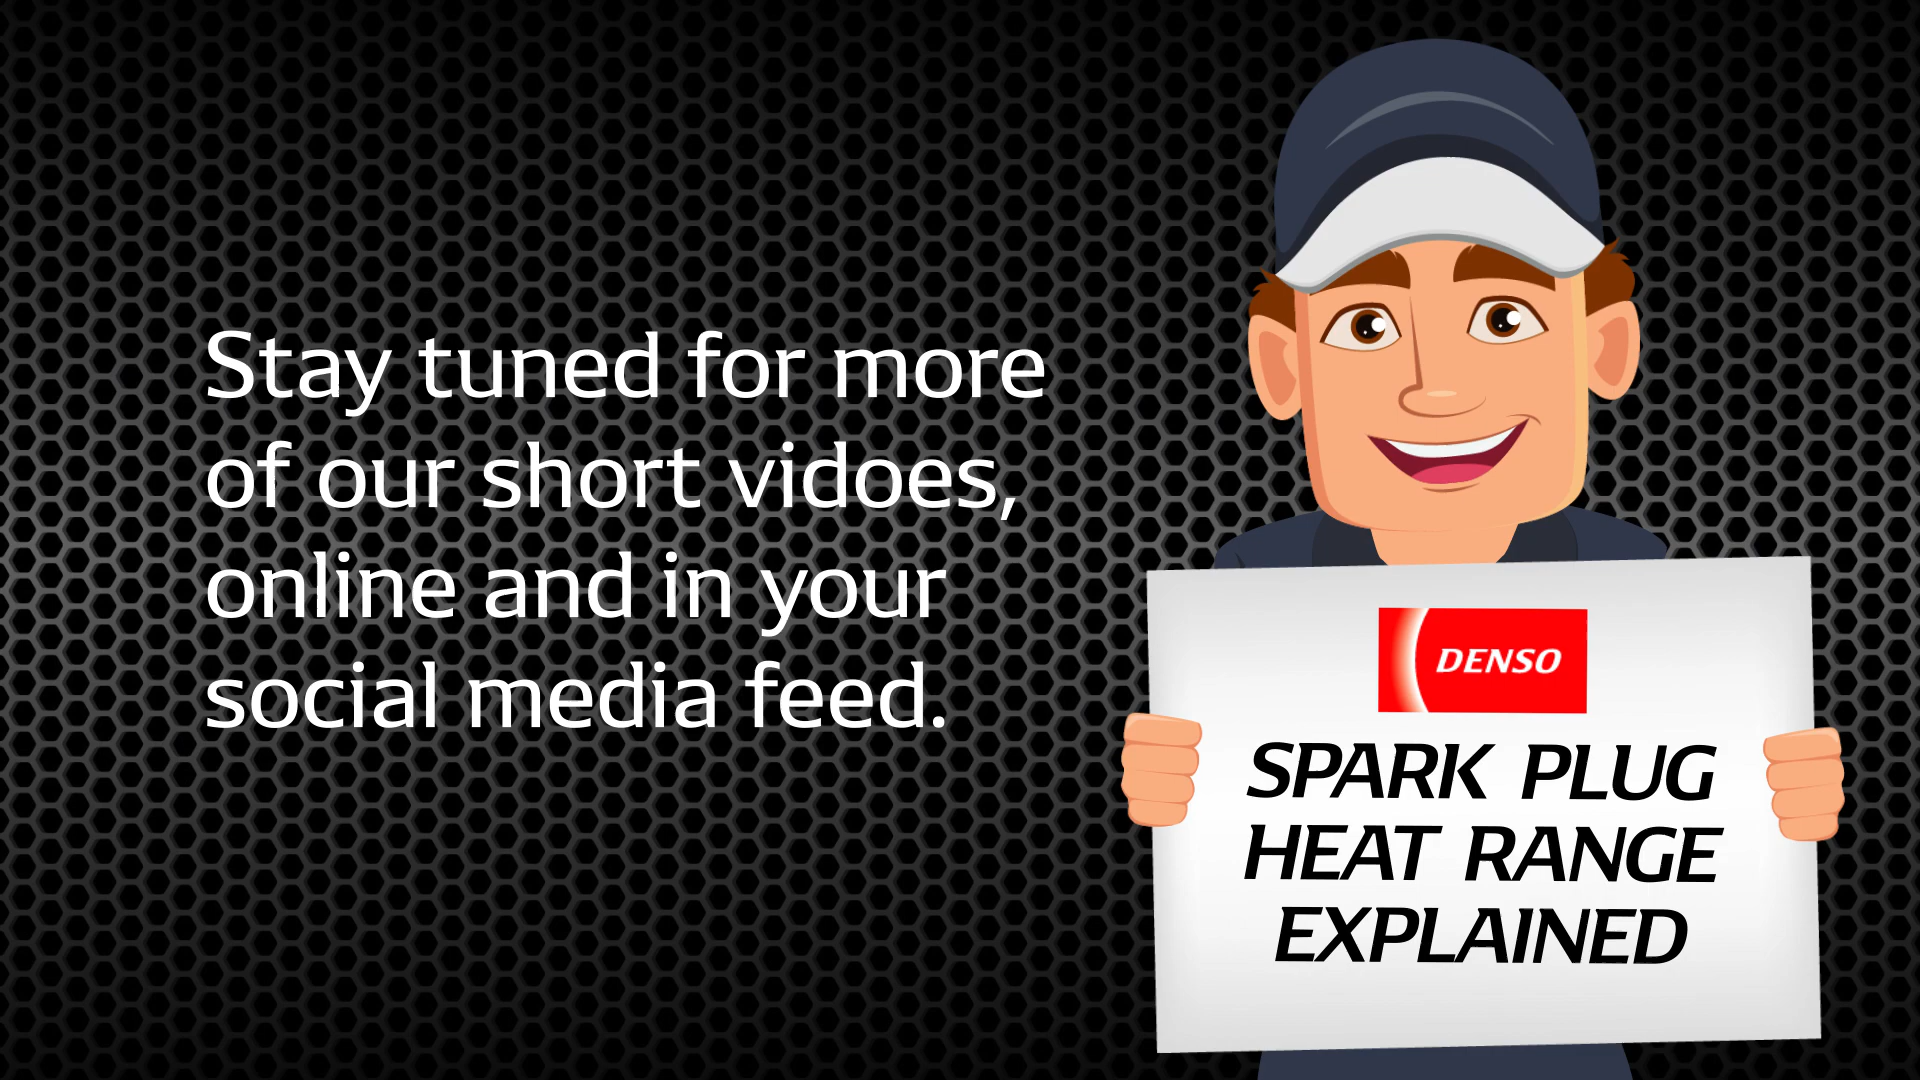 Stay tuned for more
of our short vidoes,
online and in your
social media feed.
DENSO
SPARK PLUG
HEAT RANGE
EXPLAINED